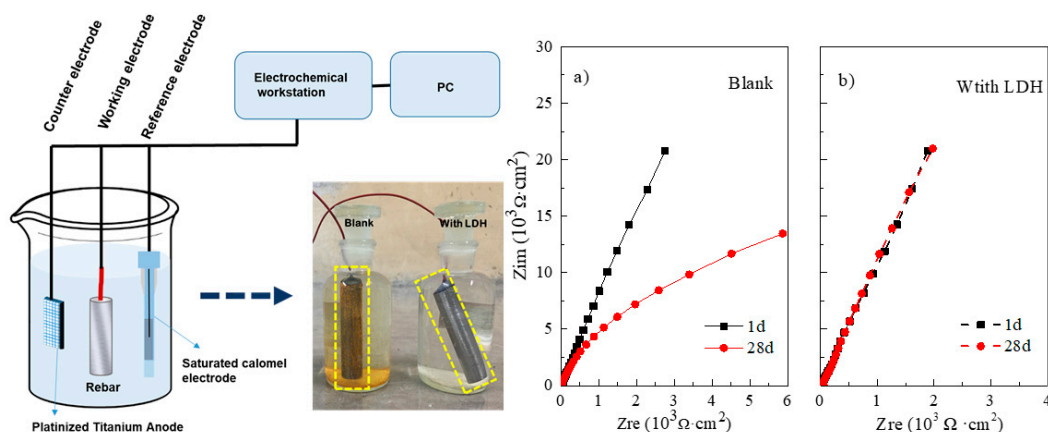 Counter electrode
Working electrode
Reference electrode
Electrochemical
workstation
PC
Rebar
Saturated calomel
electrode
Platinized Titanium Anode
Blank
With LDH
a)
Blank
30
25
20
15
10
5
0
Zim (10³ Ω·cm²)
1d
28d
0 1 2 3 4 5 6
Zre (10³Ω·cm²)
b)
Wtith LDH
1d
28d
0 1 2 3 4
Zre (10³ Ω ·cm²)